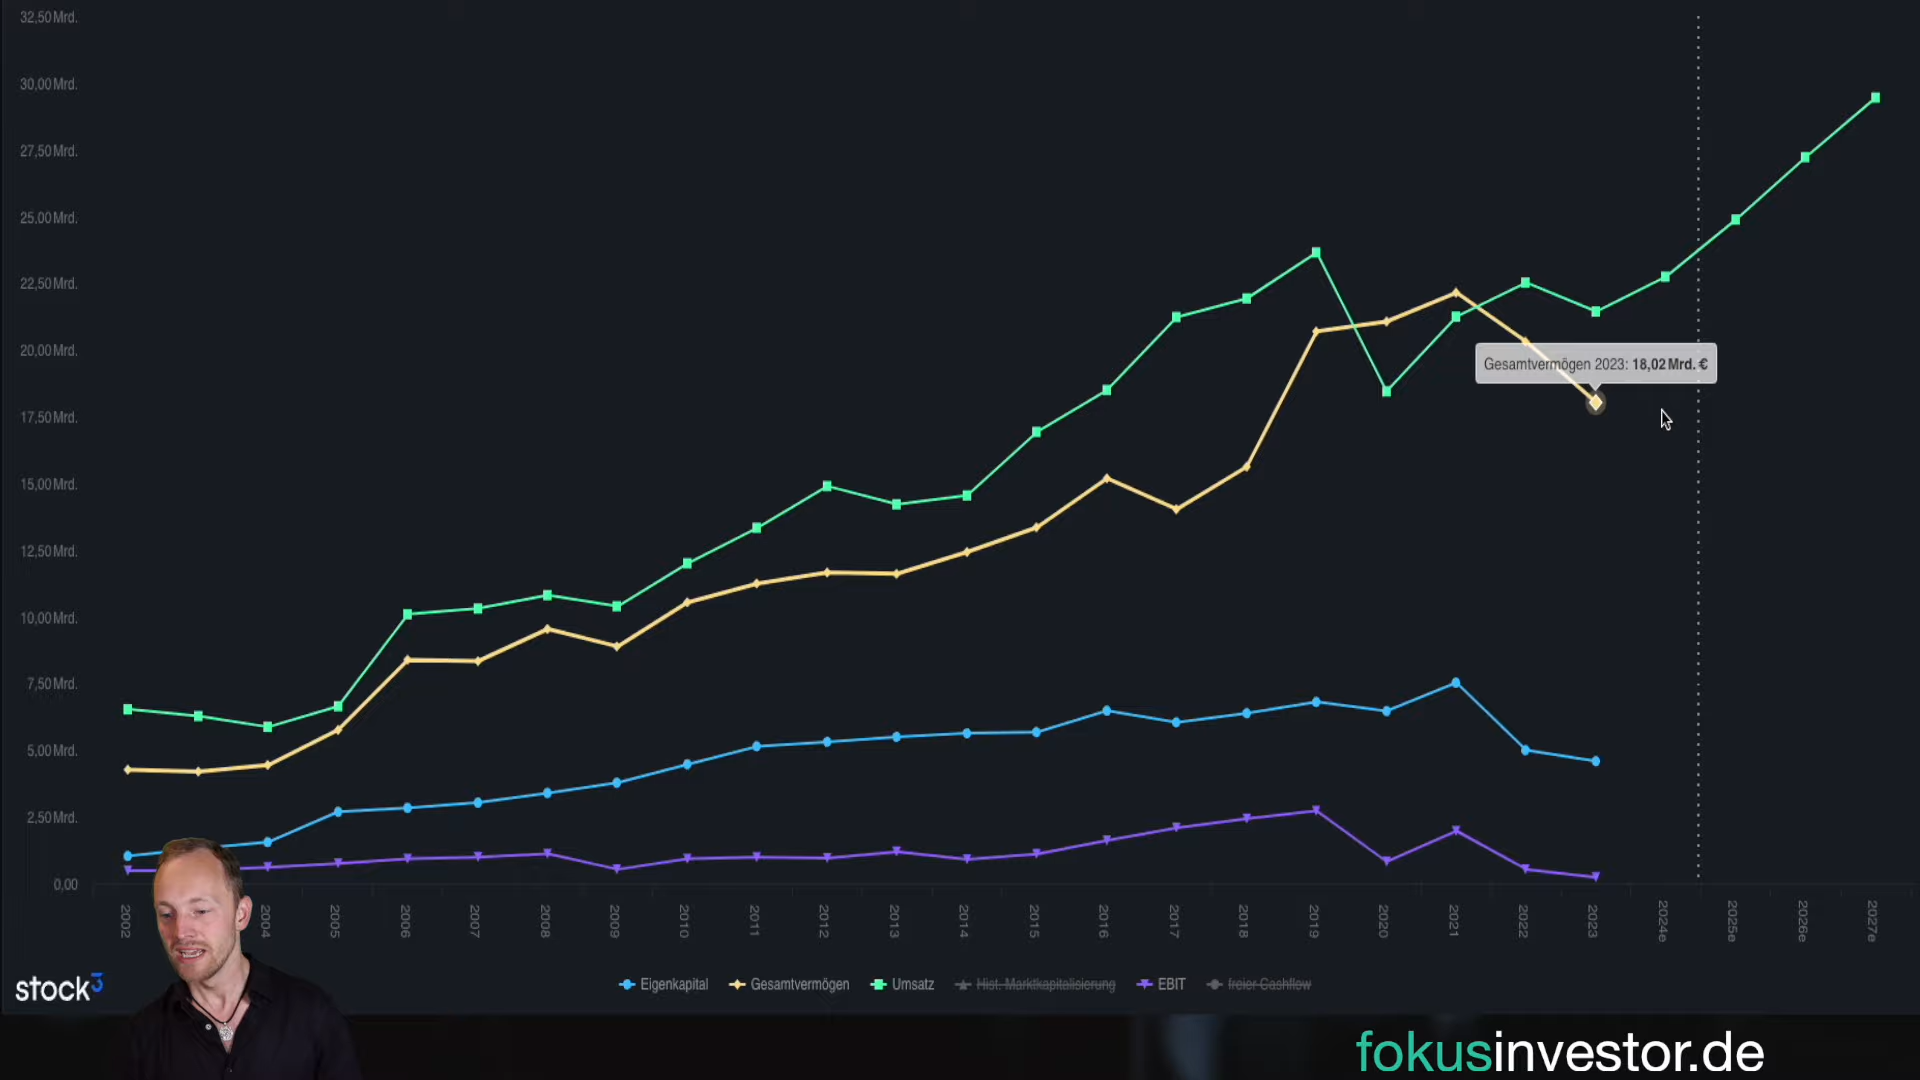 32,50 Mrd.
30,00 Mrd.
27,50 Mrd.
25,00 Mrd.
22,50 Mrd.
20,00 Mrd.
17,50 Mrd.
15,00 Mrd.
12,50 Mrd.
10,00 Mrd.
7,50 Mrd.
5,00 Mrd.
2,50 Mrd.
0,00
Gesamtvermögen 2023: 18,02 Mrd. €
2002
2004
2005
2006
2007
2008
2009
2010
2011
2012
2013
2014
2015
2016
2017
2018
2019
2020
2021
2022
2023
2024e
2025e
2026e
2027e
Eigenkapital
Gesamtvermögen
Umsatz
Hist. Marktkapitalisierung
EBIT
freier Cashflow
stock3
fokusinvestor.de